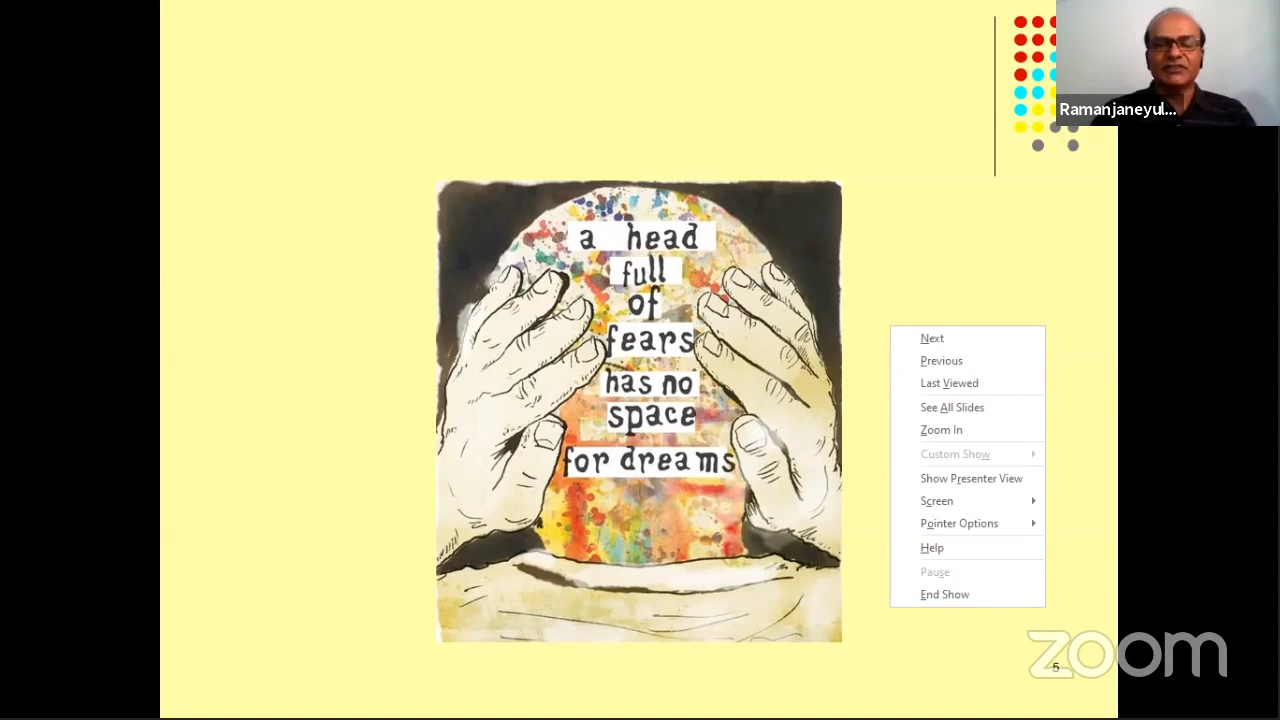 Ramanjaneyul...
a head
full
of
fears
has no
space
for dreams
Next
Previous
Last Viewed
See All Slides
Zoom In
Custom Show
Show Presenter View
Screen
Pointer Options
Help
Pause
End Show
zoom
5